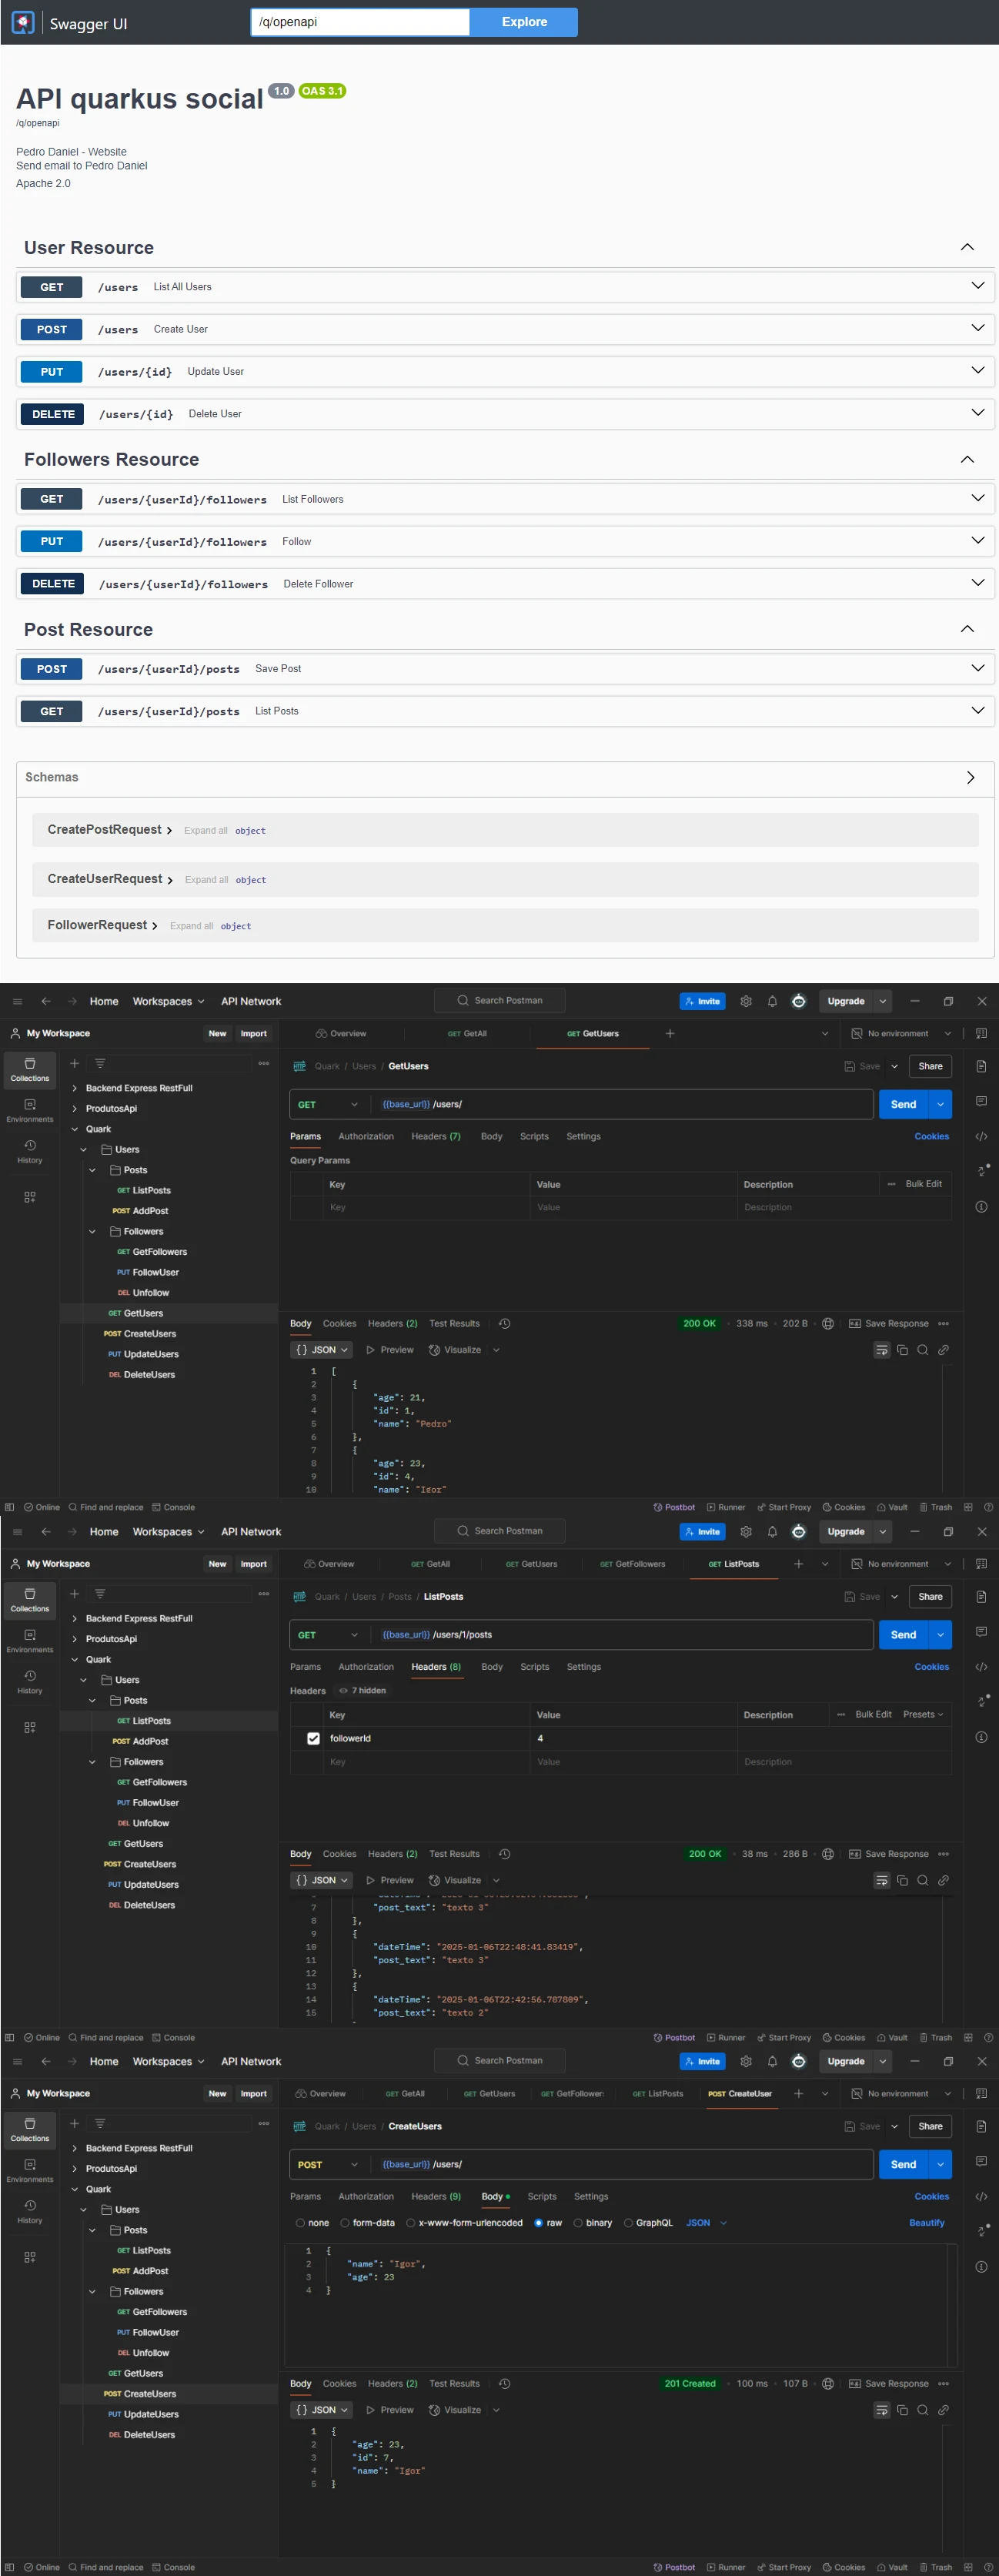 Swagger UI
/q/openapi
Explore
API quarkus social 1.0 OAS 3.1
/q/openapi
Pedro Daniel - Website
Send email to Pedro Daniel
Apache 2.0
User Resource
GET /users List All Users
POST /users Create User
PUT /users/{id} Update User
DELETE /users/{id} Delete User
Followers Resource
GET /users/{userId}/followers List Followers
PUT /users/{userId}/followers Follow
DELETE /users/{userId}/followers Delete Follower
Post Resource
POST /users/{userId}/posts Save Post
GET /users/{userId}/posts List Posts
Schemas
CreatePostRequest Expand all object
CreateUserRequest Expand all object
FollowerRequest Expand all object
Home Workspaces API Network Search Postman Invite Upgrade
My Workspace New Import Overview GET GetAll GET GetUsers No environment
Collections
Environments
History
Backend Express RestFull
ProdutosApi
Quark
Users
Posts
GET ListPosts
POST AddPost
Followers
GET GetFollowers
PUT FollowUser
DEL Unfollow
GET GetUsers
POST CreateUsers
PUT UpdateUsers
DEL DeleteUsers
HTTP Quark / Users / GetUsers Save Share
GET {{base_url}} /users/ Send
Params Authorization Headers (7) Body Scripts Settings Cookies
Query Params
Key Value Description Bulk Edit
Key Value Description
Body Cookies Headers (2) Test Results 200 OK 338 ms 202 B Save Response
{ } JSON Preview Visualize
1 [
2 {
3 "age": 21,
4 "id": 1,
5 "name": "Pedro"
6 },
7 {
8 "age": 23,
9 "id": 4,
10 "name": "Igor"
Online Find and replace Console Postbot Runner Start Proxy Cookies Vault Trash
Home Workspaces API Network Search Postman Invite Upgrade
My Workspace New Import Overview GET GetAll GET GetUsers GET GetFollowers GET ListPosts No environment
Collections
Environments
History
Backend Express RestFull
ProdutosApi
Quark
Users
Posts
GET ListPosts
POST AddPost
Followers
GET GetFollowers
PUT FollowUser
DEL Unfollow
GET GetUsers
POST CreateUsers
PUT UpdateUsers
DEL DeleteUsers
HTTP Quark / Users / Posts / ListPosts Save Share
GET {{base_url}} /users/1/posts Send
Params Authorization Headers (8) Body Scripts Settings Cookies
Headers 7 hidden
Key Value Description Bulk Edit Presets
followerId 4
Key Value Description
Body Cookies Headers (2) Test Results 200 OK 38 ms 286 B Save Response
{ } JSON Preview Visualize
7 "post_text": "texto 3"
8 },
9 {
10 "dateTime": "2025-01-06T22:48:41.83419",
11 "post_text": "texto 3"
12 },
13 {
14 "dateTime": "2025-01-06T22:42:56.787809",
15 "post_text": "texto 2"
Online Find and replace Console Postbot Runner Start Proxy Cookies Vault Trash
Home Workspaces API Network Search Postman Invite Upgrade
My Workspace New Import Overview GET GetAll GET GetUsers GET GetFollower GET ListPosts POST CreateUser No environment
Collections
Environments
History
Backend Express RestFull
ProdutosApi
Quark
Users
Posts
GET ListPosts
POST AddPost
Followers
GET GetFollowers
PUT FollowUser
DEL Unfollow
GET GetUsers
POST CreateUsers
PUT UpdateUsers
DEL DeleteUsers
HTTP Quark / Users / CreateUsers Save Share
POST {{base_url}} /users/ Send
Params Authorization Headers (9) Body Scripts Settings Cookies
none form-data x-www-form-urlencoded raw binary GraphQL JSON Beautify
1 {
2 "name": "Igor",
3 "age": 23
4 }
Body Cookies Headers (2) Test Results 201 Created 100 ms 107 B Save Response
{ } JSON Preview Visualize
1 {
2 "age": 23,
3 "id": 7,
4 "name": "Igor"
5 }
Online Find and replace Console Postbot Runner Start Proxy Cookies Vault Trash